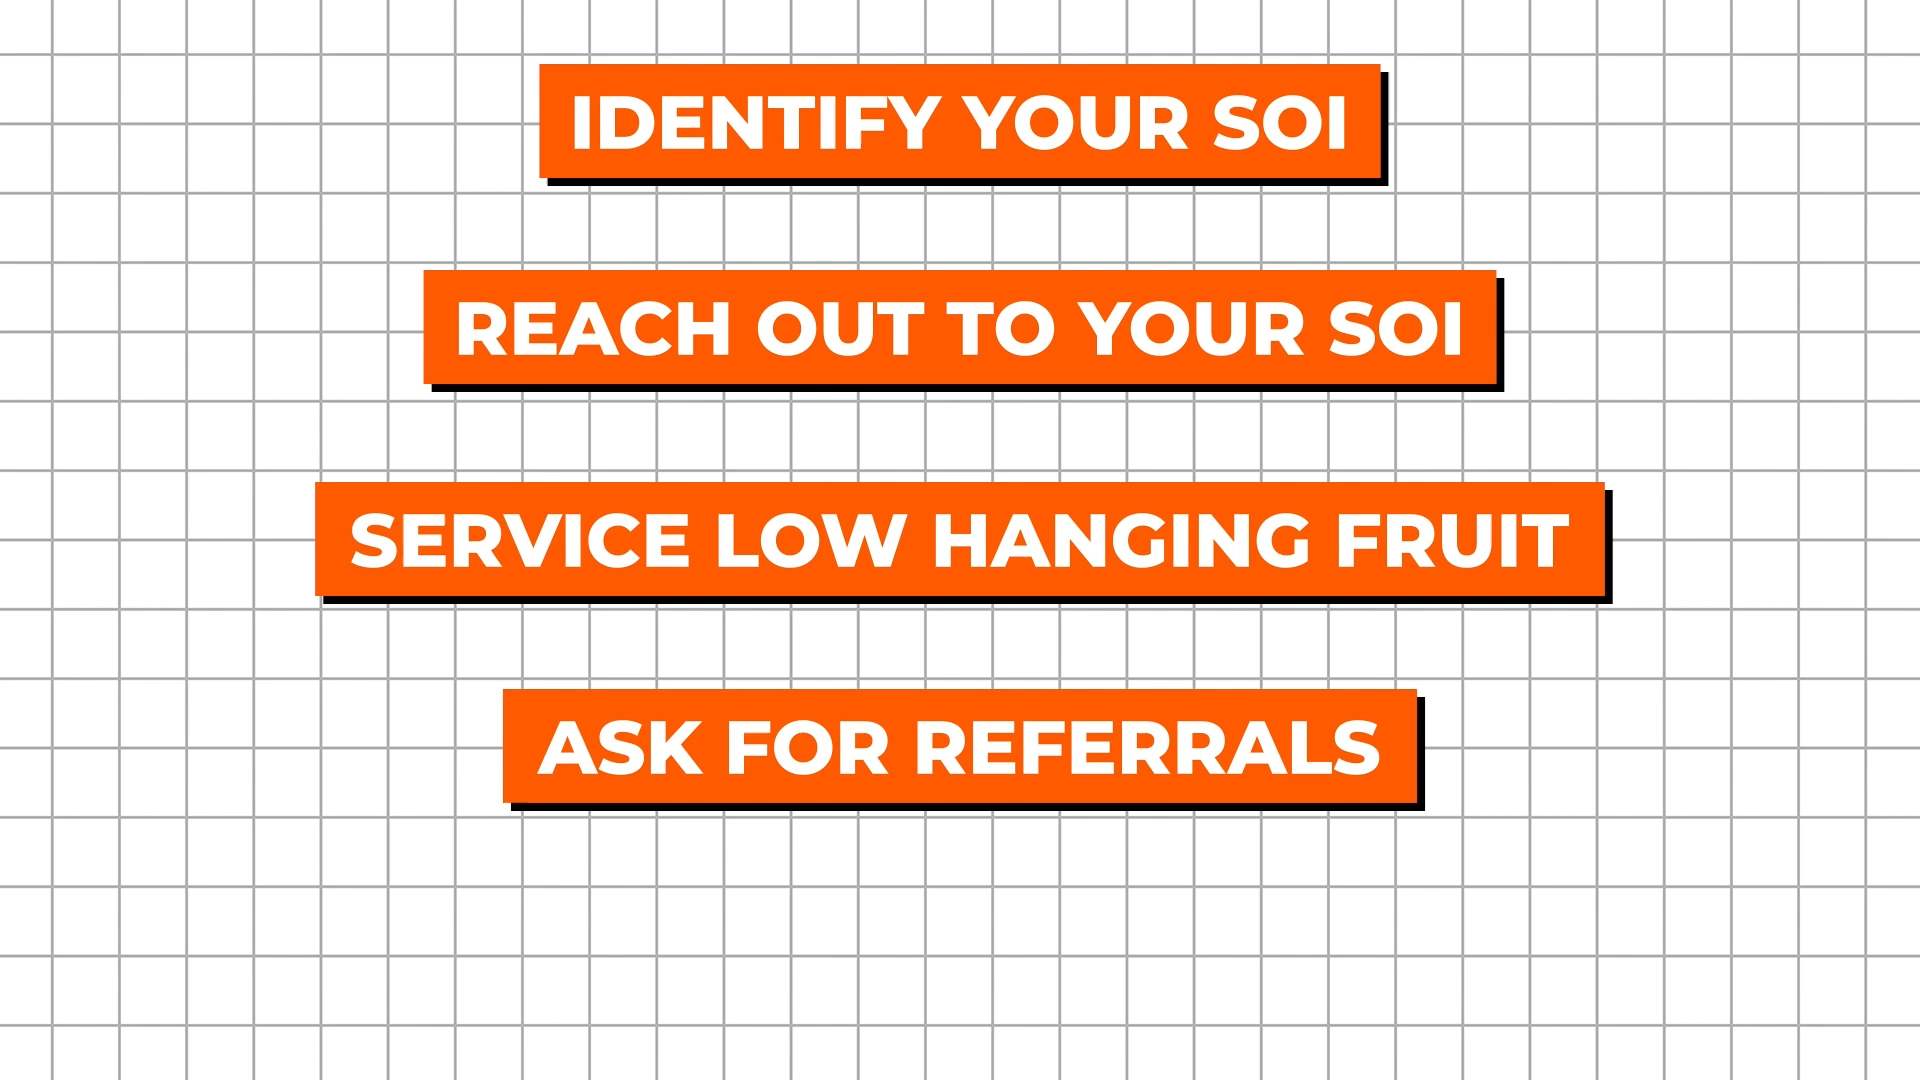 IDENTIFY YOUR SOI
REACH OUT TO YOUR SOI
SERVICE LOW HANGING FRUIT
ASK FOR REFERRALS